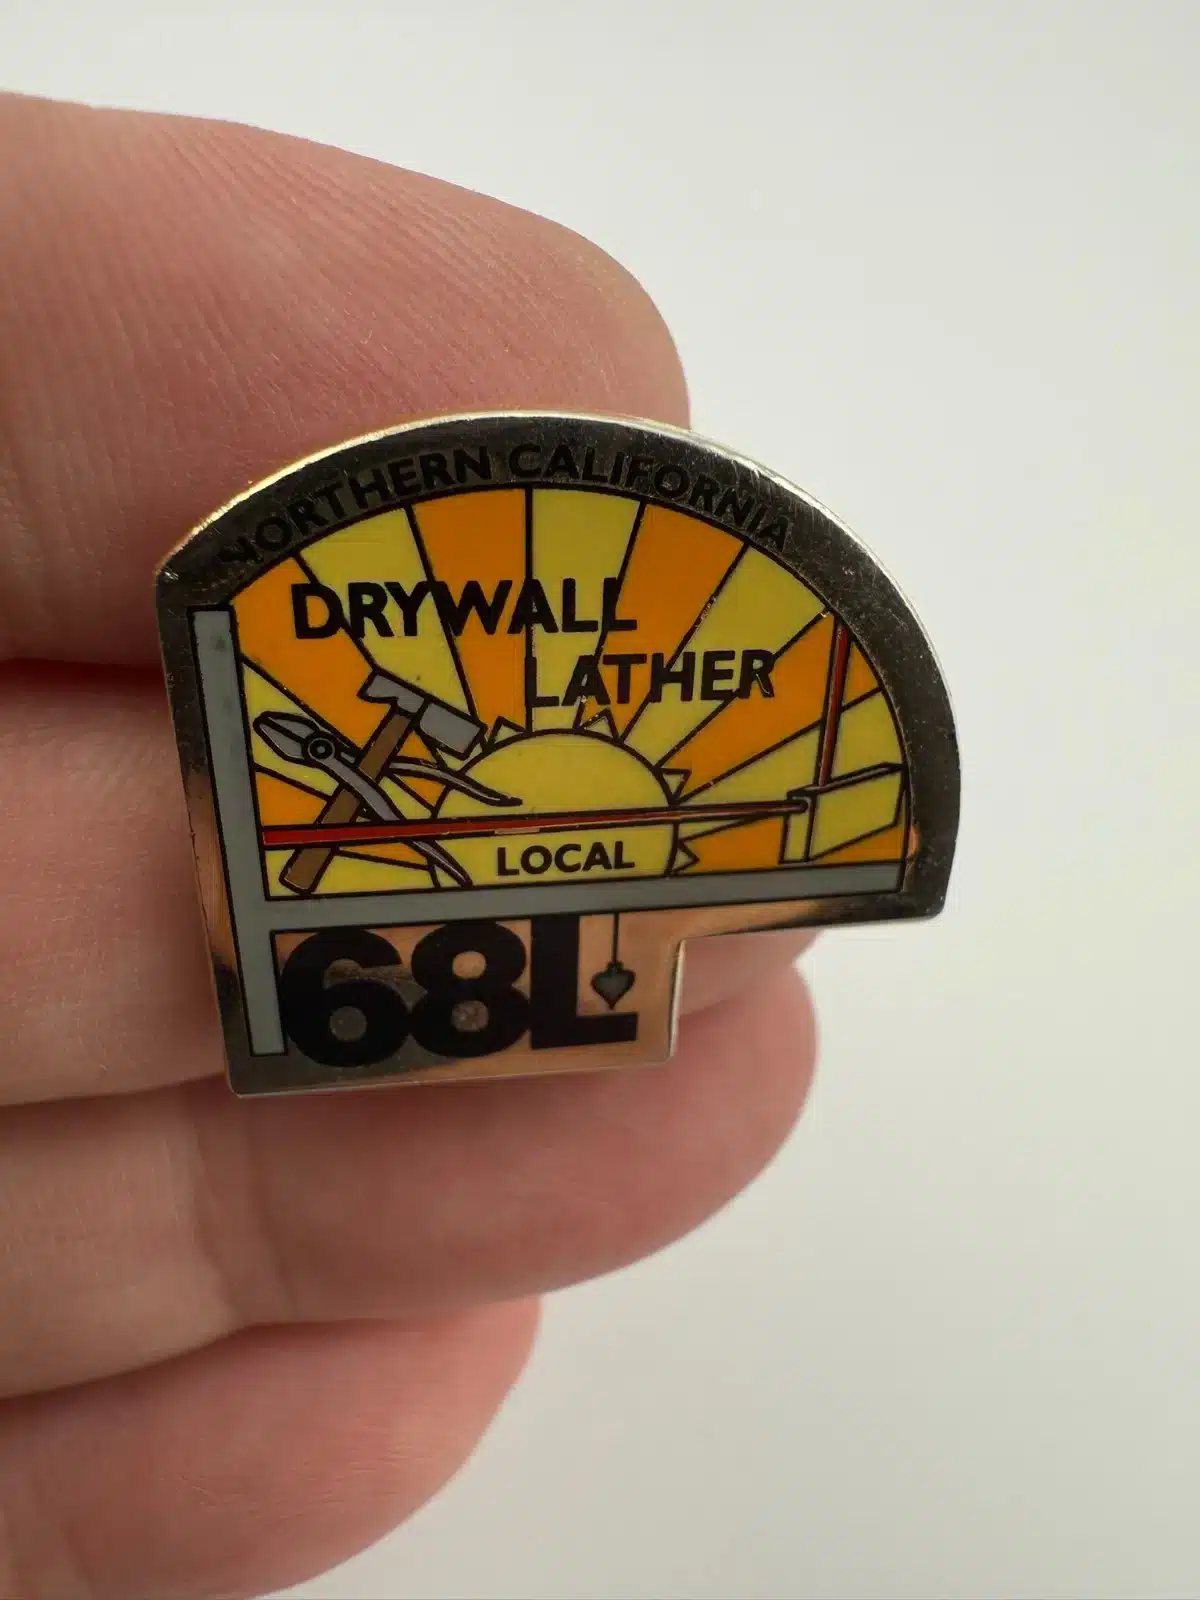 NORTHERN CALIFORNIA
DRYWALL
LATHER
LOCAL
68L